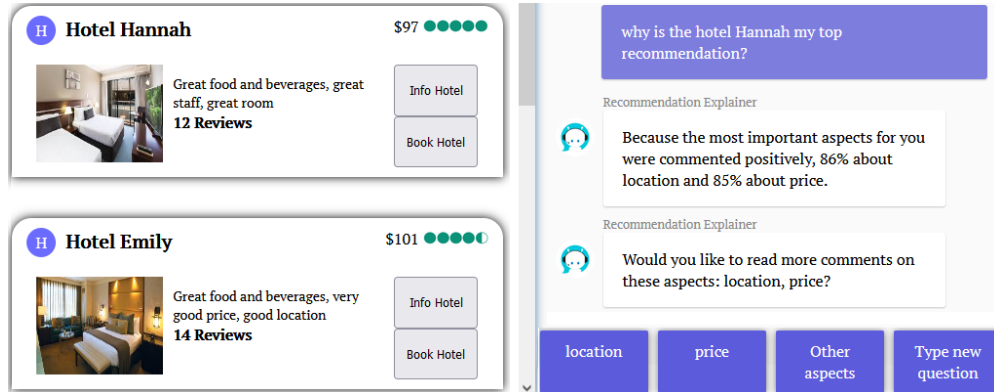 H Hotel Hannah
$97
Great food and beverages, great
staff, great room
12 Reviews
Info Hotel
Book Hotel
H Hotel Emily
$101
Great food and beverages, very
good price, good location
14 Reviews
Info Hotel
Book Hotel
why is the hotel Hannah my top
recommendation?
Recommendation Explainer
Because the most important aspects for you
were commented positively, 86% about
location and 85% about price.
Recommendation Explainer
Would you like to read more comments on
these aspects: location, price?
location
price
Other
aspects
Type new
question